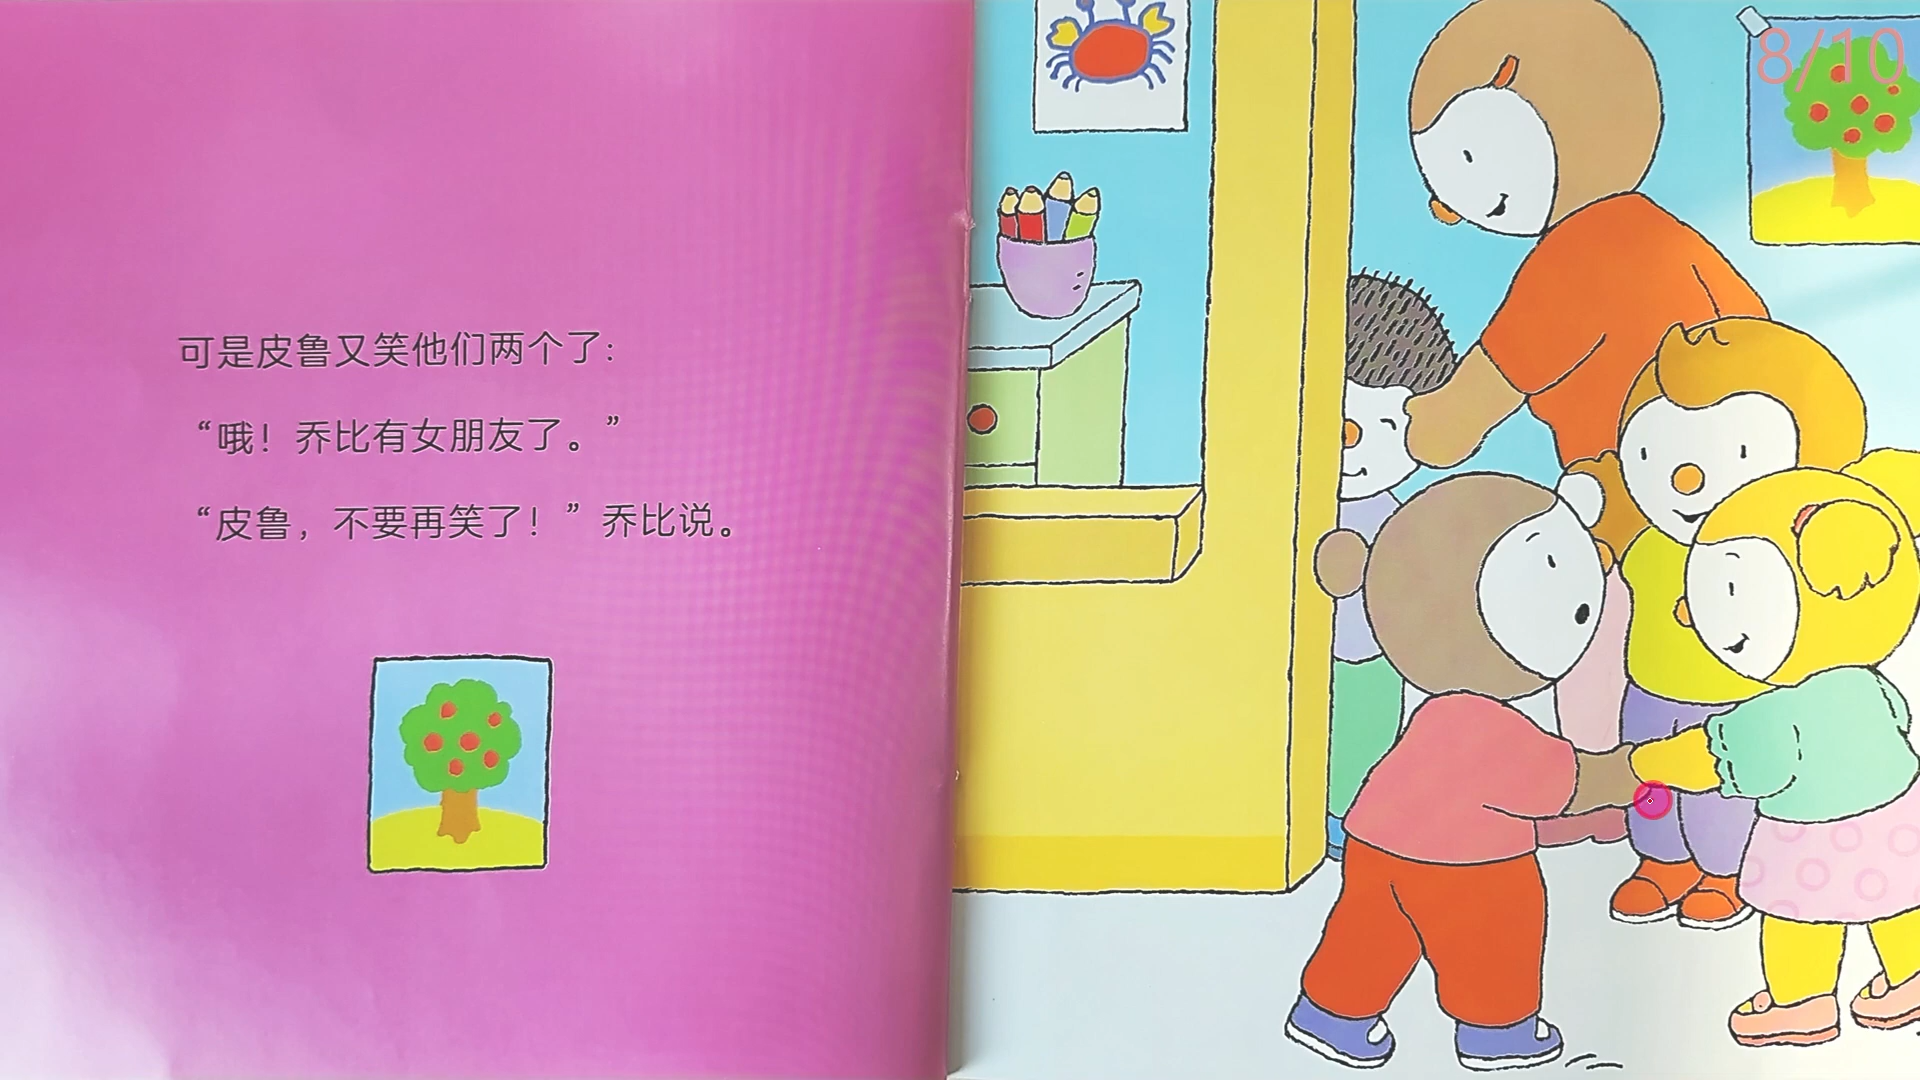 可是皮鲁又笑他们两个了：
“哦！乔比有女朋友了。”
“皮鲁，不要再笑了！”乔比说。
8/10